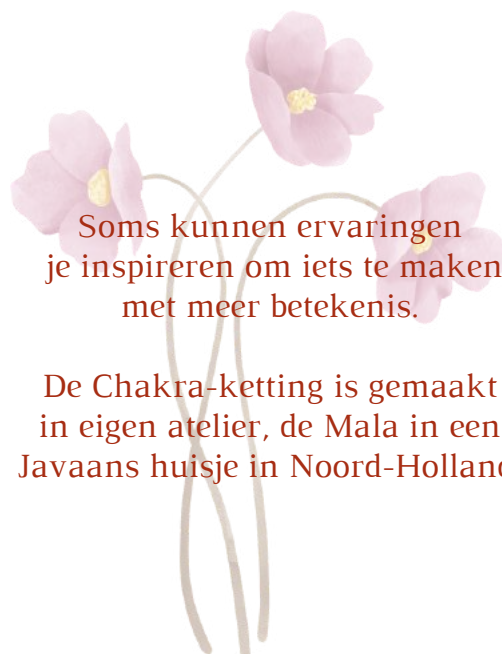 Soms kunnen ervaringen
je inspireren om iets te maken
met meer betekenis.
De Chakra-ketting is gemaakt
in eigen atelier, de Mala in een
Javaans huisje in Noord-Holland